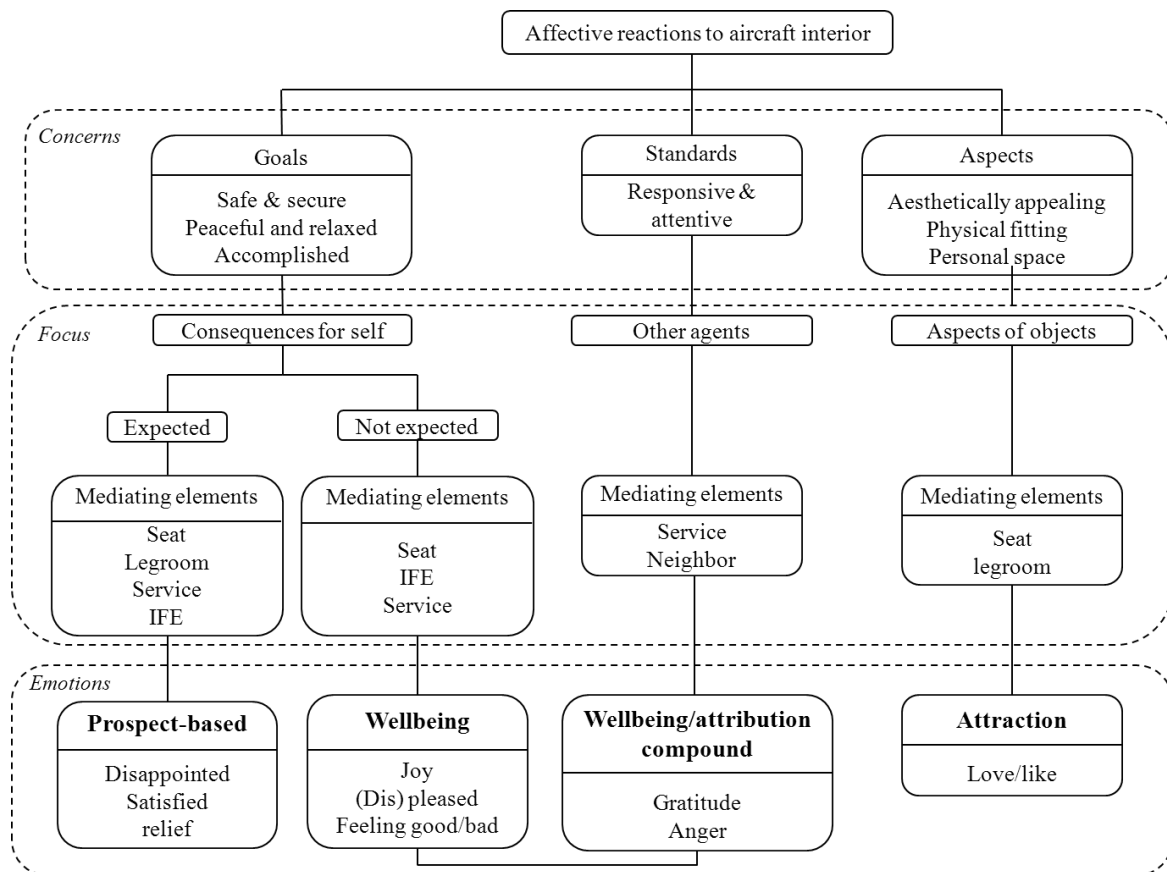 Affective reactions to aircraft interior
Concerns
Goals
Safe & secure
Peaceful and relaxed
Accomplished
Standards
Responsive &
attentive
Aspects
Aesthetically appealing
Physical fitting
Personal space
Focus
Consequences for self
Other agents
Aspects of objects
Expected
Not expected
Mediating elements
Seat
Legroom
Service
IFE
Mediating elements
Seat
IFE
Service
Mediating elements
Service
Neighbor
Mediating elements
Seat
legroom
Emotions
Prospect-based
Disappointed
Satisfied
relief
Wellbeing
Joy
(Dis) pleased
Feeling good/bad
Wellbeing/attribution
compound
Gratitude
Anger
Attraction
Love/like